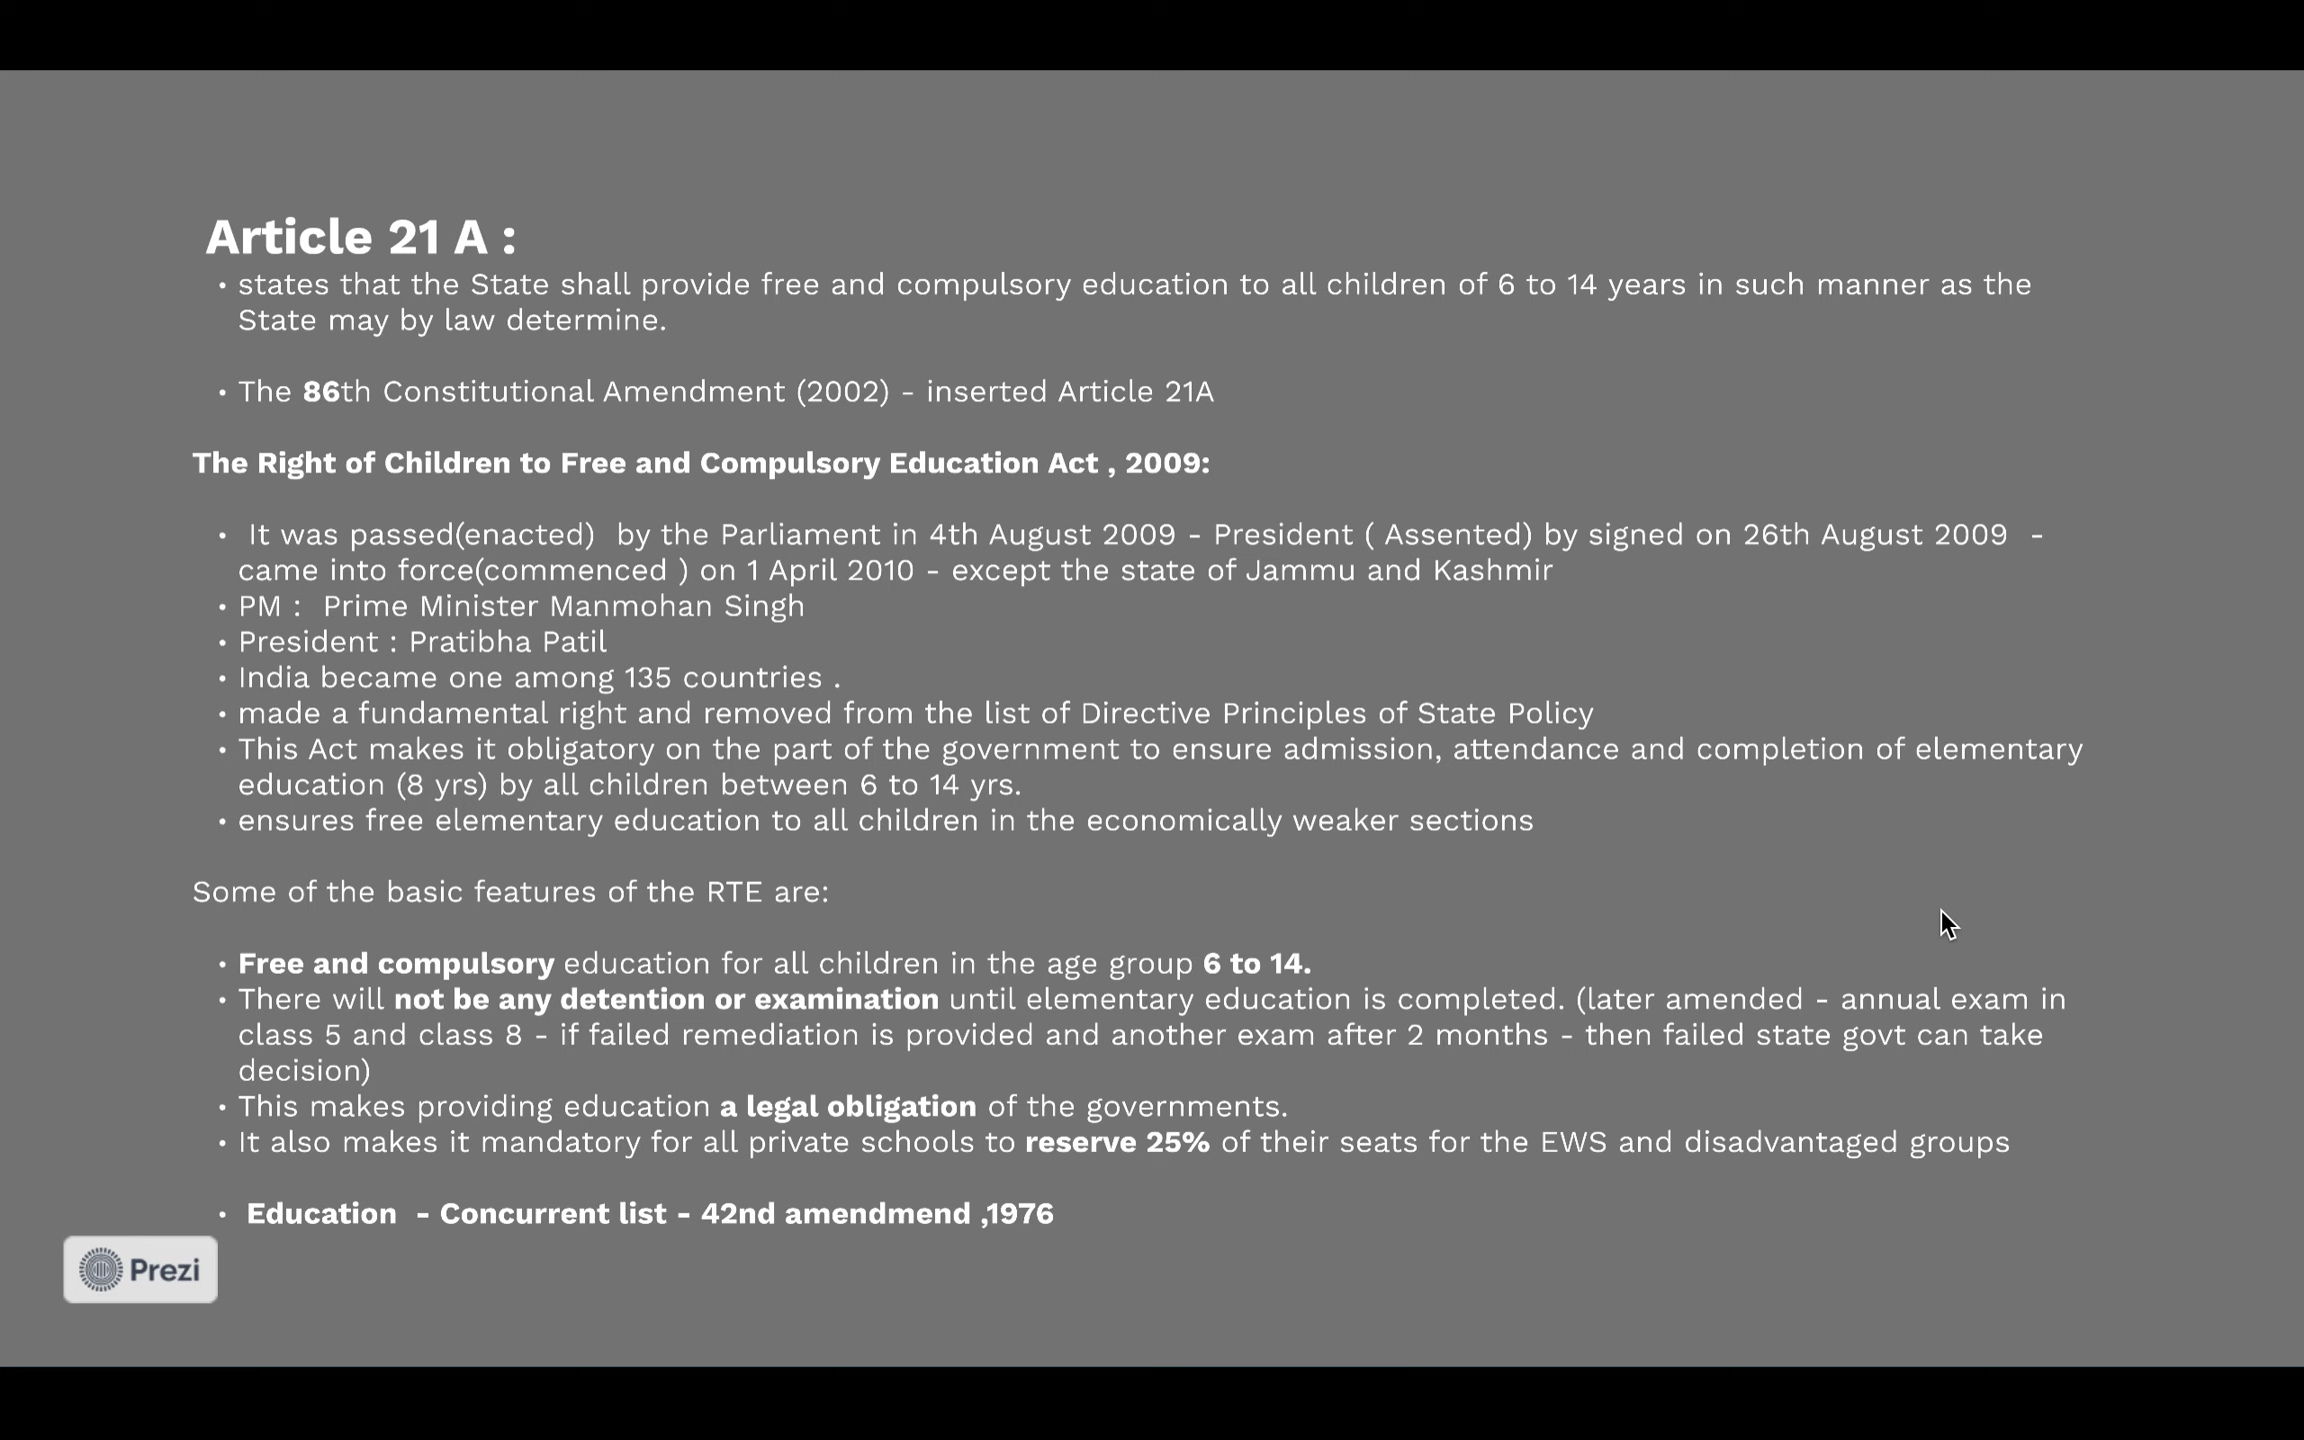 Article 21 A :
• states that the State shall provide free and compulsory education to all children of 6 to 14 years in such manner as the
State may by law determine.
• The 86th Constitutional Amendment (2002) - inserted Article 21A
The Right of Children to Free and Compulsory Education Act , 2009:
• It was passed(enacted)  by the Parliament in 4th August 2009 - President ( Assented) by signed on 26th August 2009  -
came into force(commenced ) on 1 April 2010 - except the state of Jammu and Kashmir
• PM :  Prime Minister Manmohan Singh
• President : Pratibha Patil
• India became one among 135 countries .
• made a fundamental right and removed from the list of Directive Principles of State Policy
• This Act makes it obligatory on the part of the government to ensure admission, attendance and completion of elementary
education (8 yrs) by all children between 6 to 14 yrs.
• ensures free elementary education to all children in the economically weaker sections
Some of the basic features of the RTE are:
• Free and compulsory education for all children in the age group 6 to 14.
• There will not be any detention or examination until elementary education is completed. (later amended - annual exam in
class 5 and class 8 - if failed remediation is provided and another exam after 2 months - then failed state govt can take
decision)
• This makes providing education a legal obligation of the governments.
• It also makes it mandatory for all private schools to reserve 25% of their seats for the EWS and disadvantaged groups
• Education  - Concurrent list - 42nd amendmend ,1976
Prezi